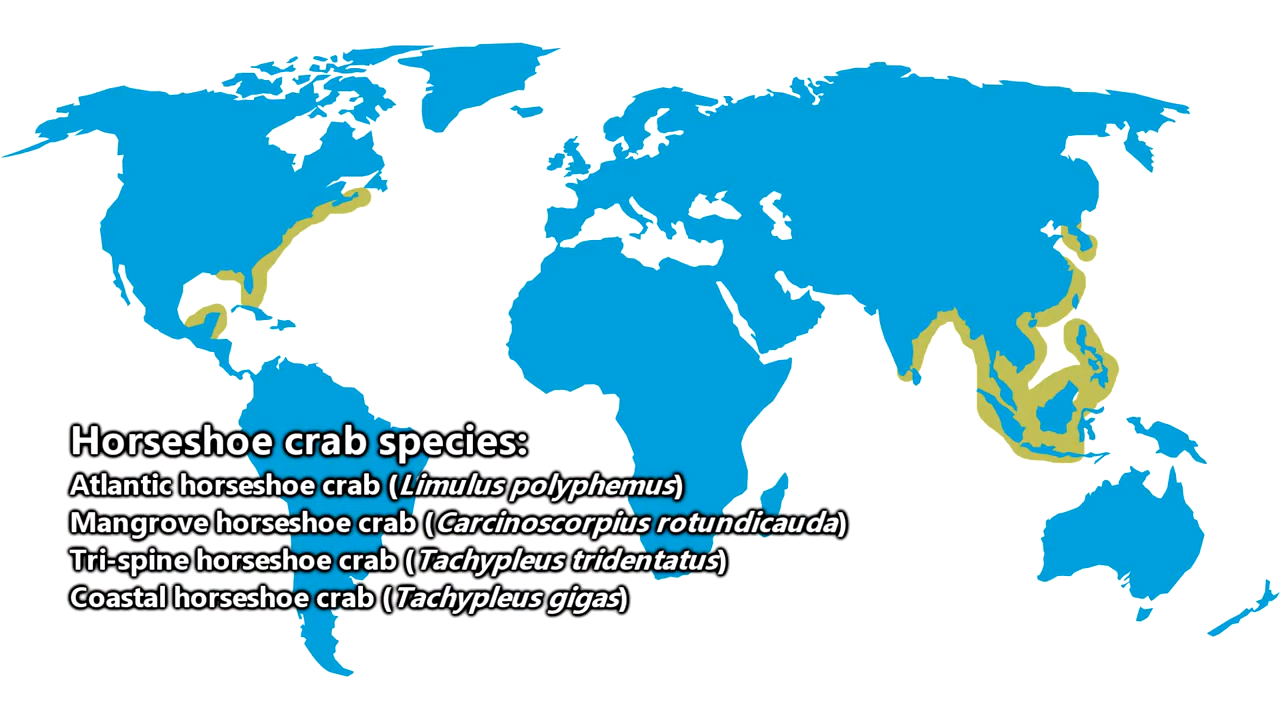 Horseshoe crab species:
Atlantic horseshoe crab (Limulus polyphemus)
Mangrove horseshoe crab (Carcinoscorpius rotundicauda)
Tri-spine horseshoe crab (Tachypleus tridentatus)
Coastal horseshoe crab (Tachypleus gigas)